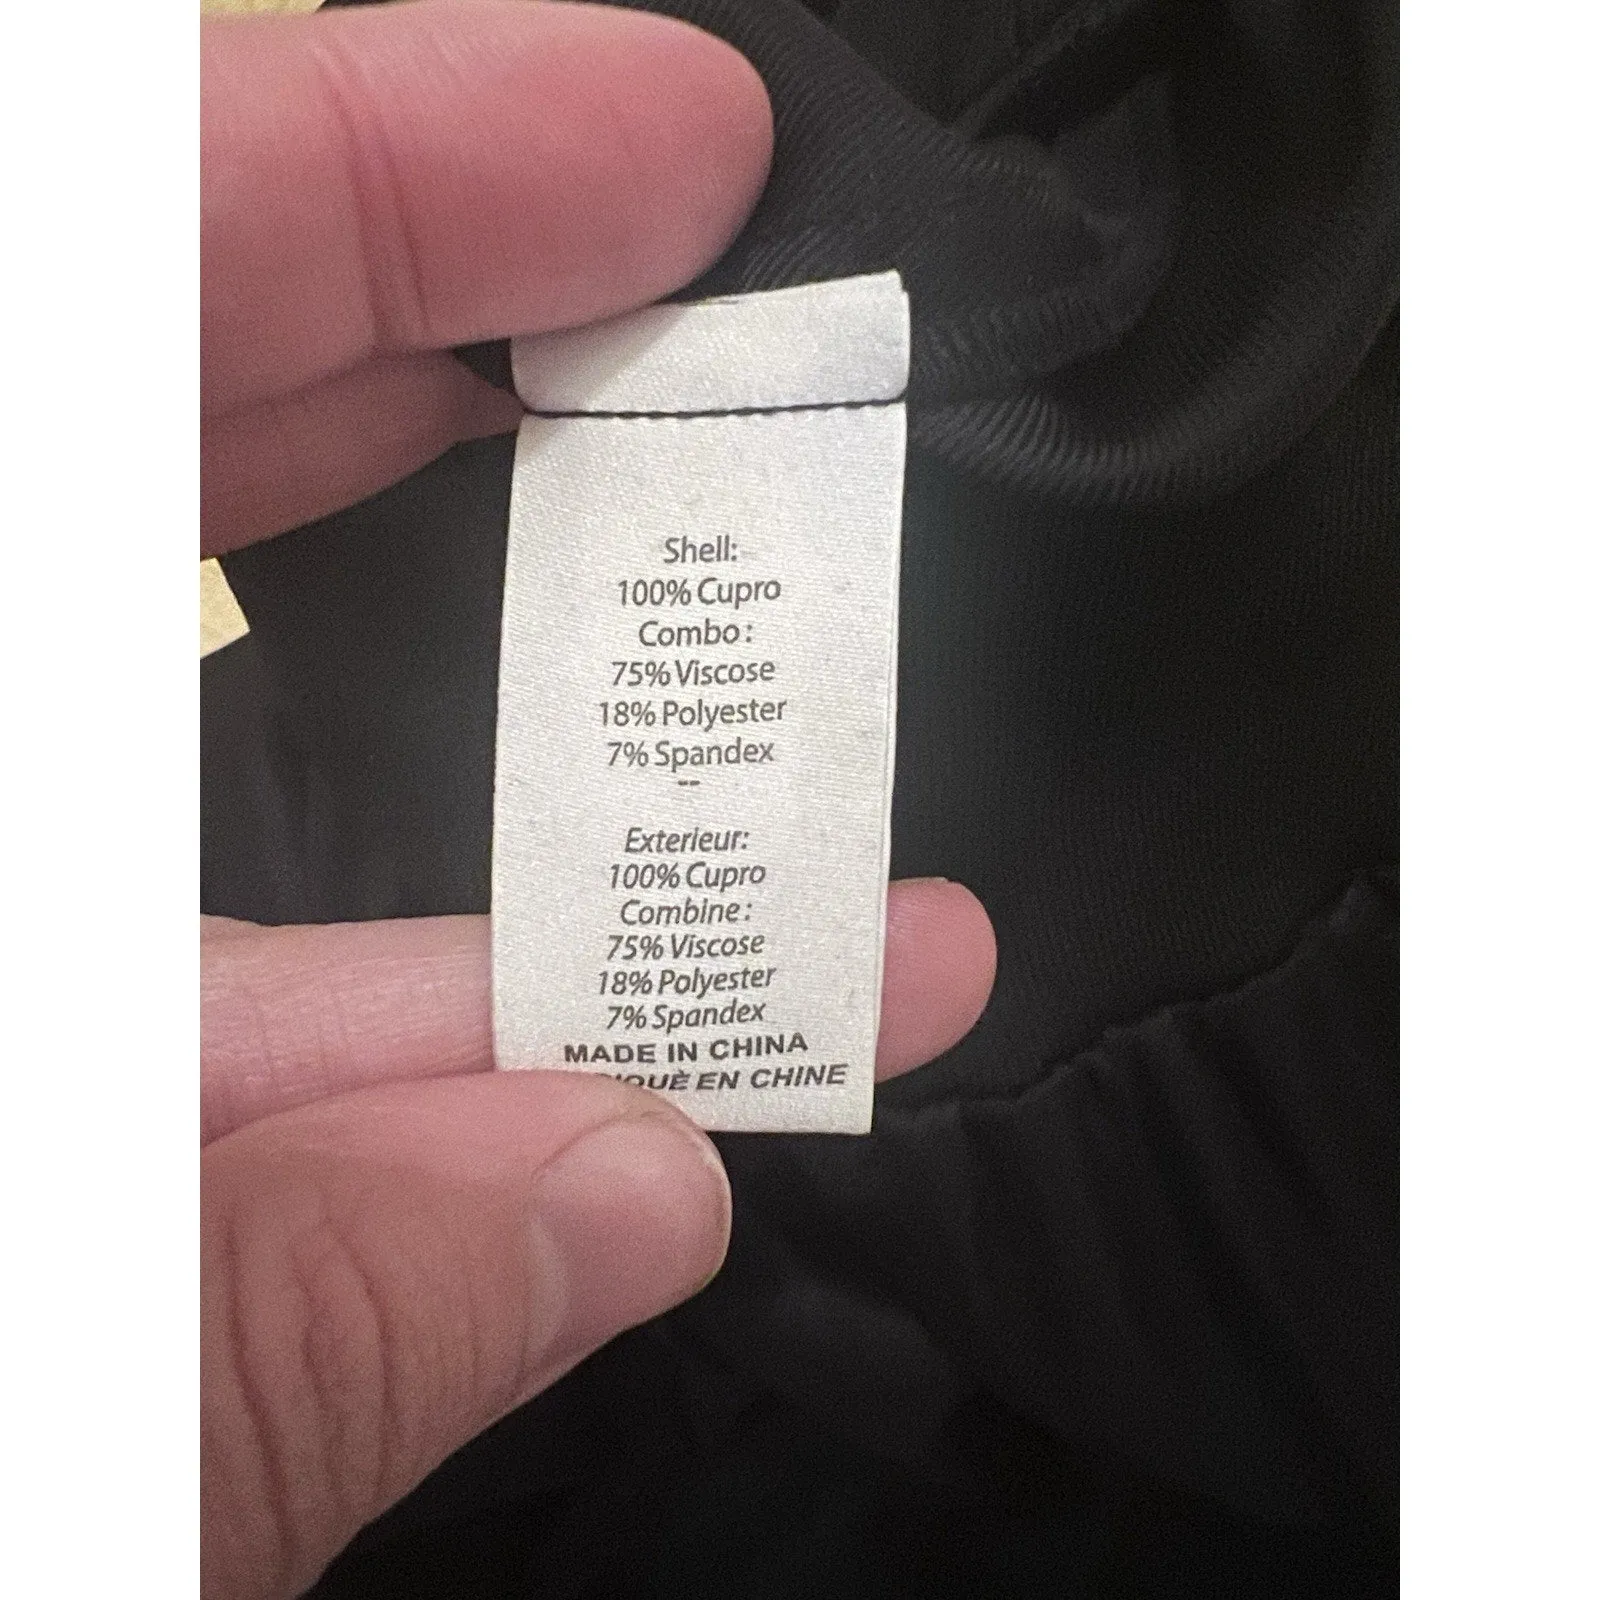 Shell:
100% Cupro
Combo:
75% Viscose
18% Polyester
7% Spandex
--
Exterieur:
100% Cupro
Combine:
75% Viscose
18% Polyester
7% Spandex
MADE IN CHINA
EN CHINE